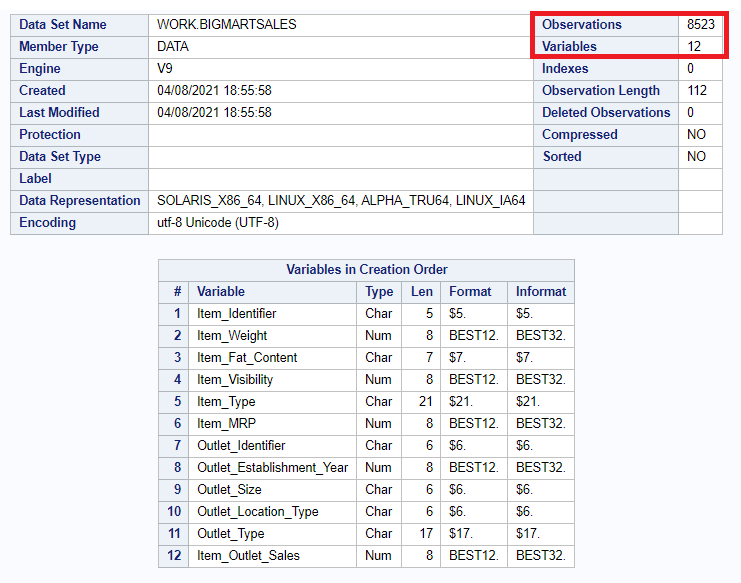 Data Set Name WORK.BIGMARTSALES Observations 8523
Member Type DATA Variables 12
Engine V9 Indexes 0
Created 04/08/2021 18:55:58 Observation Length 112
Last Modified 04/08/2021 18:55:58 Deleted Observations 0
Protection Compressed NO
Data Set Type Sorted NO
Label
Data Representation SOLARIS_X86_64, LINUX_X86_64, ALPHA_TRU64, LINUX_IA64
Encoding utf-8 Unicode (UTF-8)
Variables in Creation Order
# Variable Type Len Format Informat
1 Item_Identifier Char 5 $5. $5.
2 Item_Weight Num 8 BEST12. BEST32.
3 Item_Fat_Content Char 7 $7. $7.
4 Item_Visibility Num 8 BEST12. BEST32.
5 Item_Type Char 21 $21. $21.
6 Item_MRP Num 8 BEST12. BEST32.
7 Outlet_Identifier Char 6 $6. $6.
8 Outlet_Establishment_Year Num 8 BEST12. BEST32.
9 Outlet_Size Char 6 $6. $6.
10 Outlet_Location_Type Char 6 $6. $6.
11 Outlet_Type Char 17 $17. $17.
12 Item_Outlet_Sales Num 8 BEST12. BEST32.